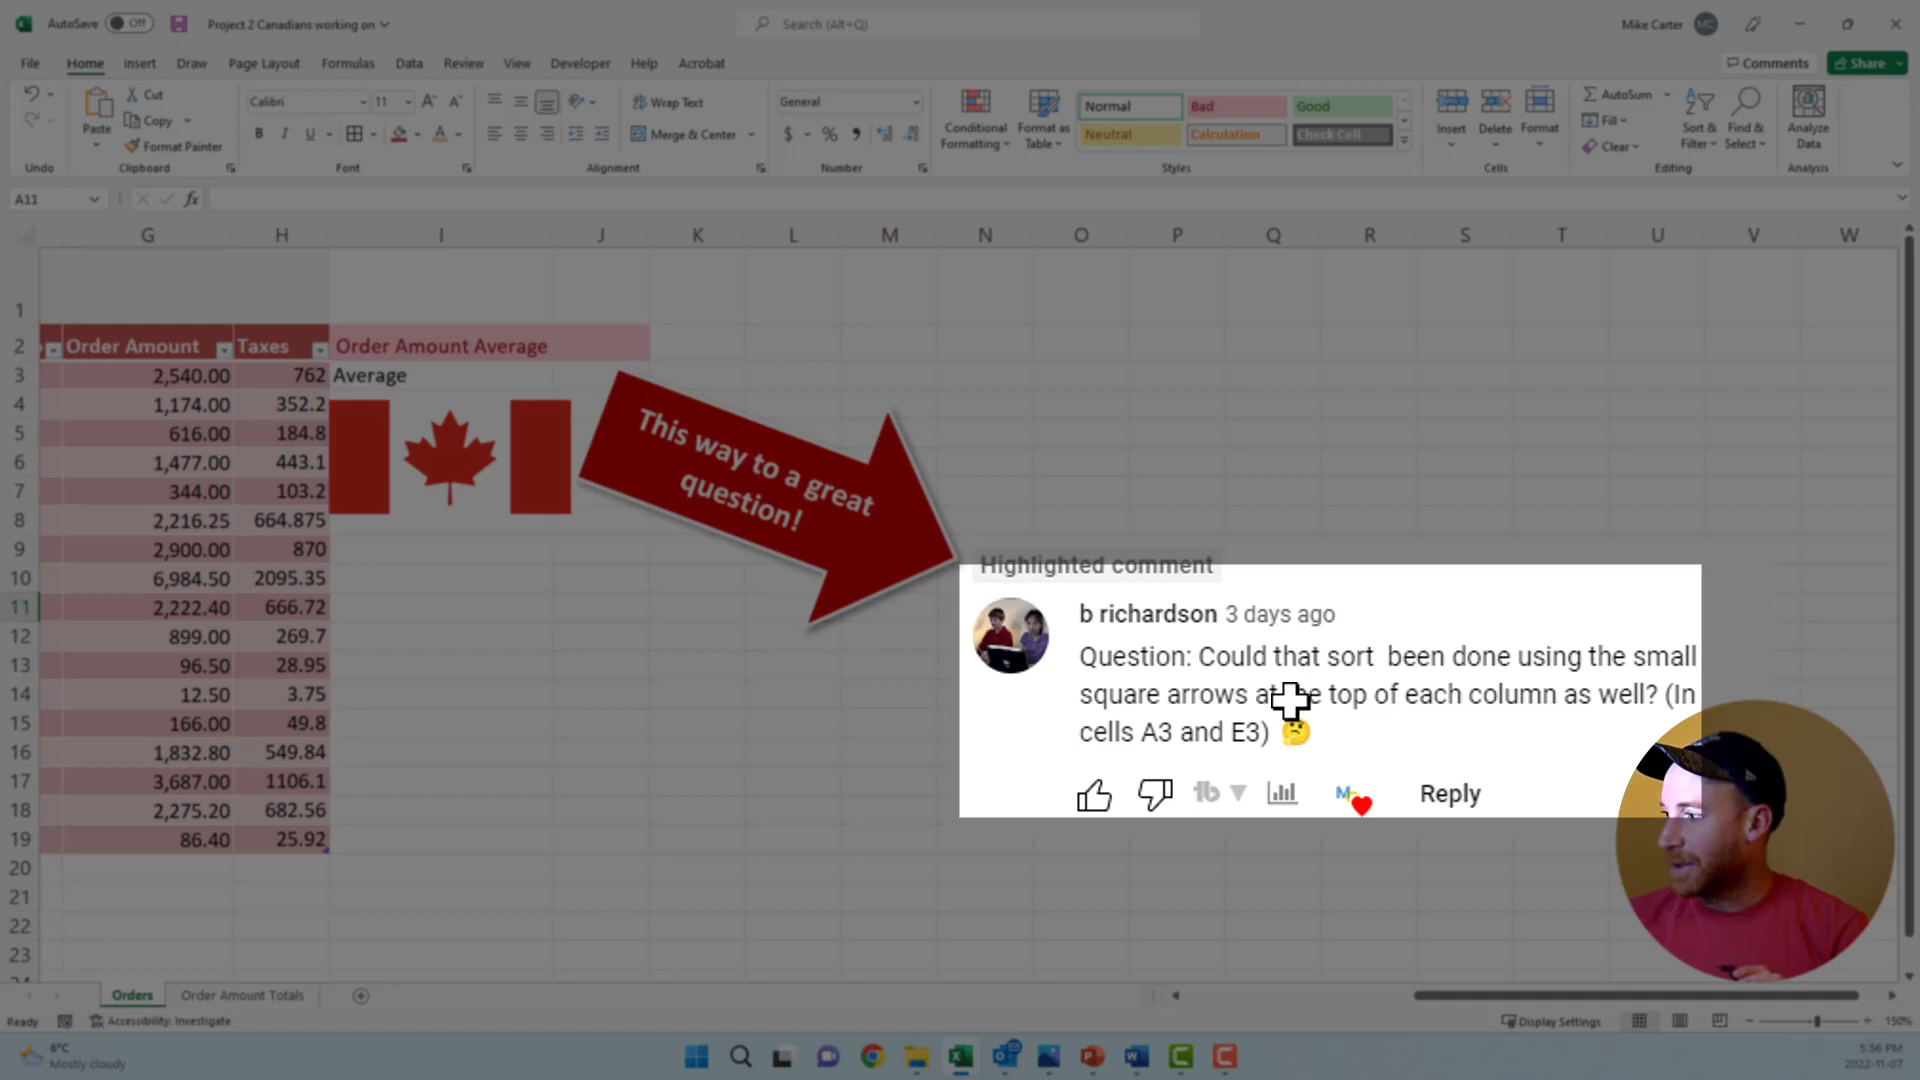 AutoSave Off Project 2 Canadians working on Search (Alt+Q) Mike Carter MC
File Home Insert Draw Page Layout Formulas Data Review View Developer Help Acrobat Comments Share
Cut
Copy
Format Painter
Paste
Undo Clipboard
Calibri 11
B I U
Font
Wrap Text
Merge & Center
Alignment
General
$ % 9
Number
Conditional Formatting
Format as Table
Normal Bad Good
Neutral Calculation Check Cell
Styles
Insert Delete Format
Cells
AutoSum
Fill
Clear
Sort & Filter
Find & Select
Editing
Analyze Data
Analysis
A11 fx
G H I J K L M N O P Q R S T U V W
1
2 Order Amount Taxes Order Amount Average
3 2,540.00 762 Average
4 1,174.00 352.2
5 616.00 184.8
6 1,477.00 443.1
7 344.00 103.2
8 2,216.25 664.875
9 2,900.00 870
10 6,984.50 2095.35
11 2,222.40 666.72
12 899.00 269.7
13 96.50 28.95
14 12.50 3.75
15 166.00 49.8
16 1,832.80 549.84
17 3,687.00 1106.1
18 2,275.20 682.56
19 86.40 25.92
20
21
22
23
This way to a great
question!
Highlighted comment
b richardson 3 days ago
Question: Could that sort been done using the small
square arrows at the top of each column as well? (In
cells A3 and E3) 🤔
Reply
Orders Order Amount Totals
Ready Accessibility: Investigate Display Settings 150%
6°C
Mostly cloudy
5:56 PM
2022-11-07